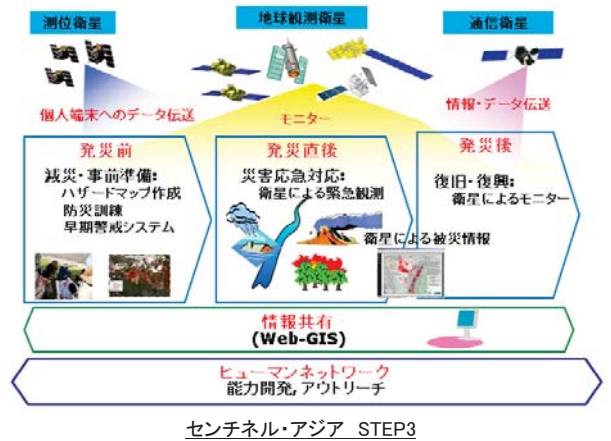 測位衛星
地球観測衛星
通信衛星
個人端末へのデータ伝送
モニター
情報・データ伝送
発災前
減災・事前準備:
ハザードマップ作成
防災訓練
早期警戒システム
発災直後
災害応急対応:
衛星による緊急観測
衛星による被災情報
発災後
復旧・復興:
衛星によるモニター
情報共有
(Web-GIS)
ヒューマンネットワーク
能力開発, アウトリーチ
センチネル・アジア STEP3